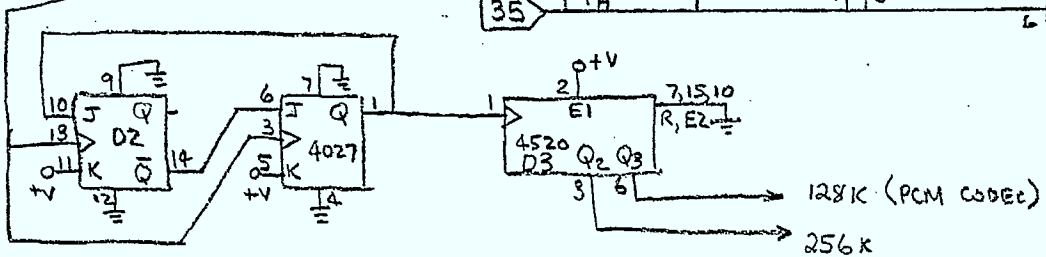 35
9
10 J Q
13 D2
11 K Q 14
+V
12
7
6 J Q 1
3 4027
5 K
+V
4
+V
2
1 E1 7,15,10
R, E2
4520
D3 Q2 Q3
3 6
128K (PCM CODEC)
256K